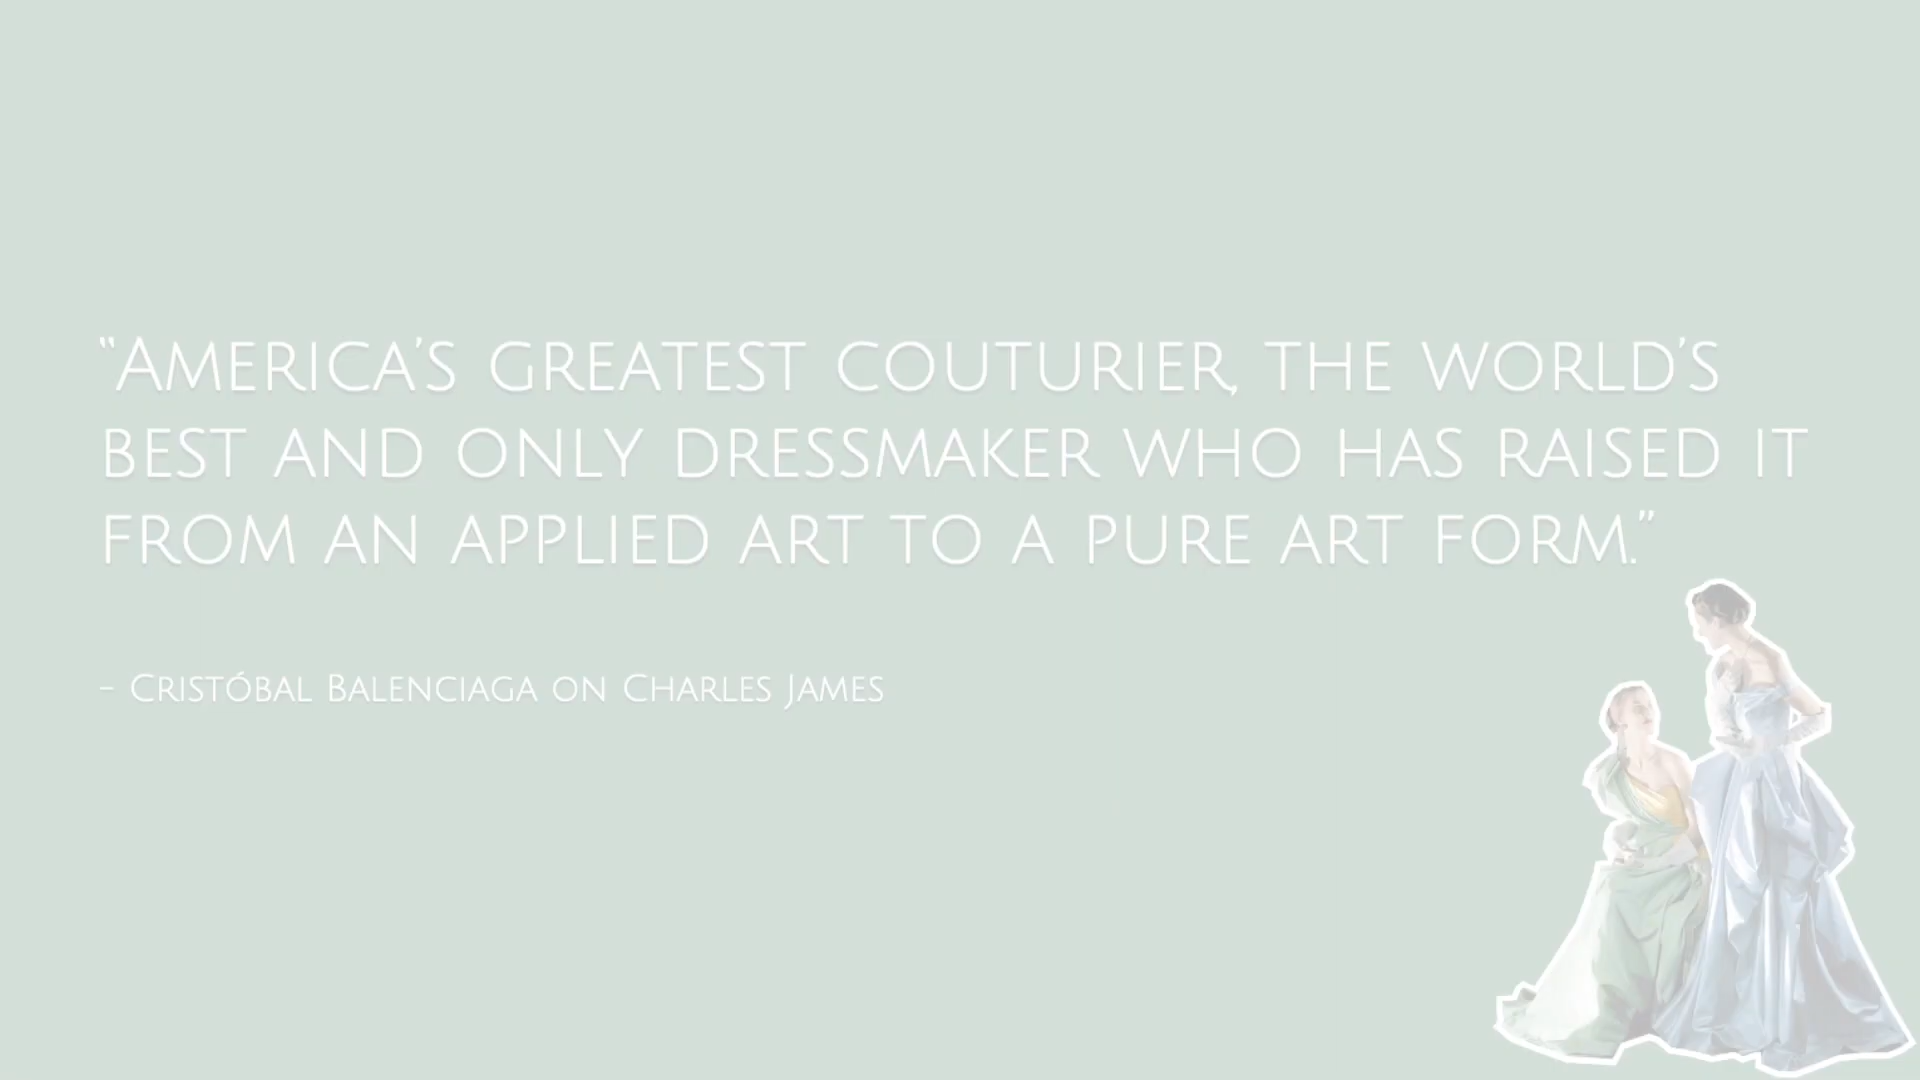 “America’s greatest couturier, the world’s
best and only dressmaker who has raised it
from an applied art to a pure art form.”
- Cristóbal Balenciaga on Charles James